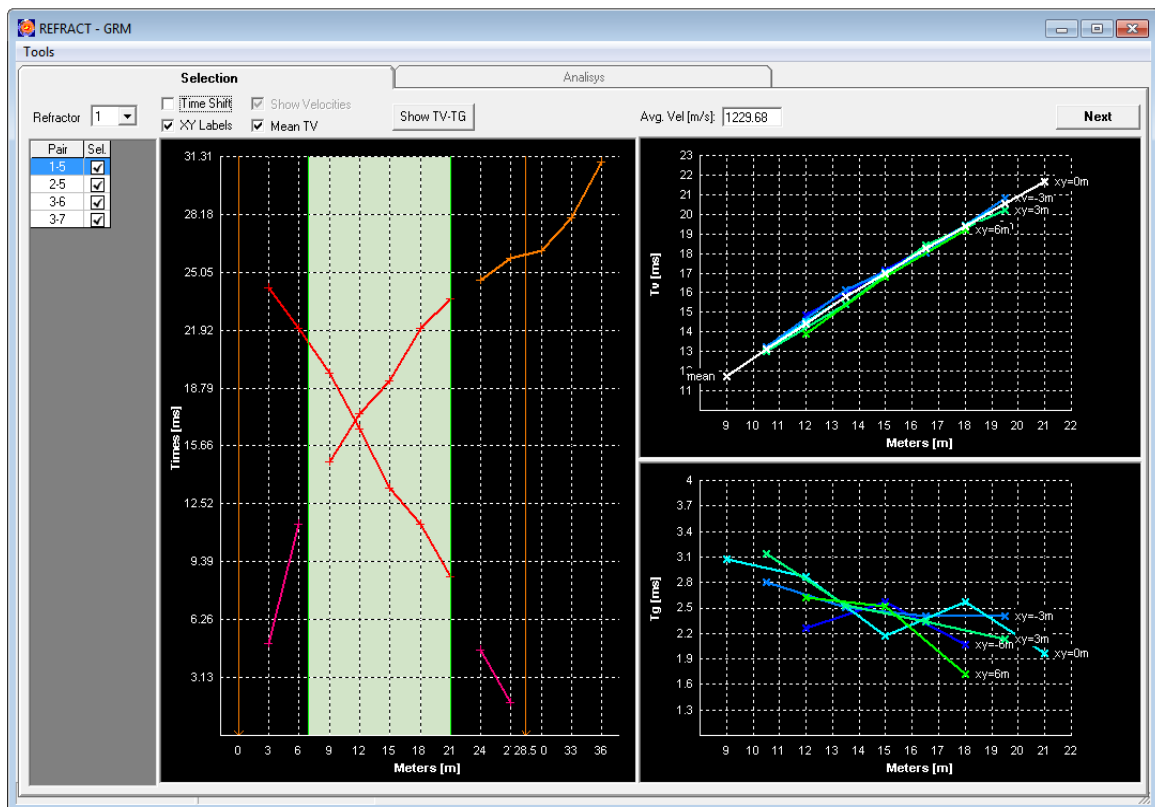 REFRACT - GRM
Tools
Selection
Analisys
Refractor 1
Time Shift
Show Velocities
XY Labels
Mean TV
Show TV-TG
Avg. Vel [m/s]: 1229.68
Next
Pair Sel.
1-5
2-5
3-6
3-7
31.31
28.18
25.05
21.92
18.79
15.66
12.52
9.39
6.26
3.13
Times [ms]
0 3 6 9 12 15 18 21 24 2 28.5 0 33 36
Meters [m]
23
21
20
19
18
17
16
14
13
12
11
Tv [ms]
xy=0m
xy=-3m
xy=3m
xy=6m
mean
9 10 11 12 13 14 15 16 17 18 19 20 21 22
Meters [m]
4
3.7
3.4
3.1
2.8
2.5
2.2
1.9
1.6
1.3
Tg [ms]
xy=-3m
xy=3m
xy=-6m
xy=0m
xy=6m
9 10 11 12 13 14 15 16 17 18 19 20 21 22
Meters [m]